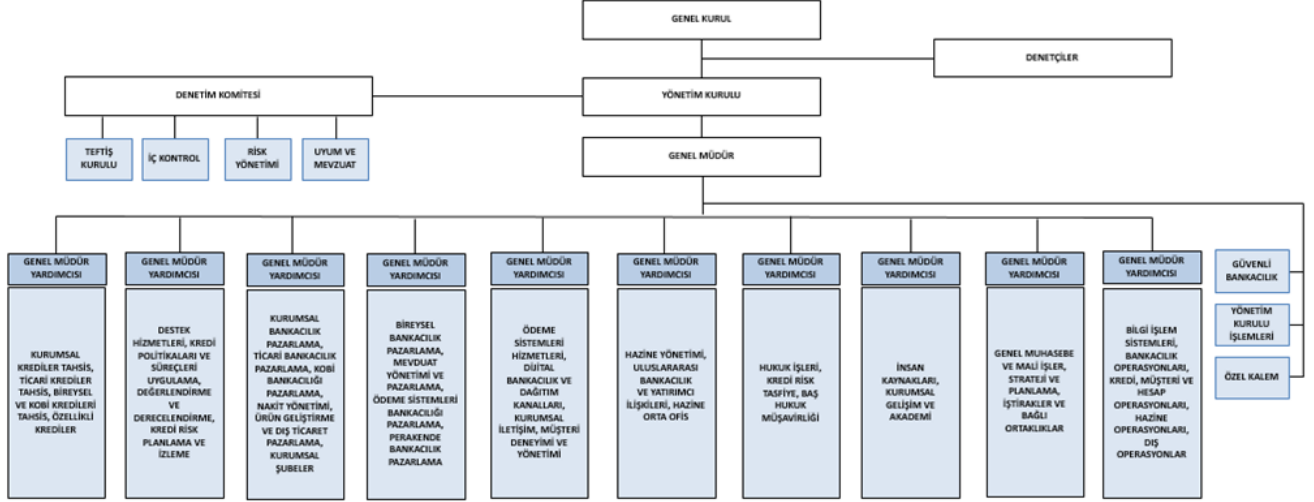 GENEL KURUL
DENETÇİLER
DENETİM KOMİTESİ
YÖNETİM KURULU
TEFTİŞ
KURULU
İÇ KONTROL
RİSK
YÖNETİMİ
UYUM VE
MEVZUAT
GENEL MÜDÜR
GENEL MÜDÜR
YARDIMCISI
KURUMSAL
KREDİLER TAHSİS,
TİCARİ KREDİLER
TAHSİS, BİREYSEL
VE KOBİ KREDİLERİ
TAHSİS, ÖZELLİKLİ
KREDİLER
GENEL MÜDÜR
YARDIMCISI
DESTEK
HİZMETLERİ, KREDİ
POLİTİKALARI VE
SÜREÇLERİ
UYGULAMA,
DEĞERLENDİRME
VE
DERECELENDİRME,
KREDİ RİSK
PLANLAMA VE
İZLEME
GENEL MÜDÜR
YARDIMCISI
KURUMSAL
BANKACILIK
PAZARLAMA,
TİCARİ BANKACILIK
PAZARLAMA, KOBİ
BANKACILIĞI
PAZARLAMA,
NAKİT YÖNETİMİ,
ÜRÜN GELİŞTİRME
VE DIŞ TİCARET
PAZARLAMA,
KURUMSAL
ŞUBELER
GENEL MÜDÜR
YARDIMCISI
BİREYSEL
BANKACILIK
PAZARLAMA,
MEVDUAT
YÖNETİMİ VE
PAZARLAMA,
ÖDEME SİSTEMLERİ
BANKACILIĞI
PAZARLAMA,
PERAKENDE
BANKACILIK
PAZARLAMA
GENEL MÜDÜR
YARDIMCISI
ÖDEME
SİSTEMLERİ
HİZMETLERİ,
DİJİTAL
BANKACILIK VE
DAĞITIM
KANALLARI,
KURUMSAL
İLETİŞİM, MÜŞTERİ
DENEYİMİ VE
YÖNETİMİ
GENEL MÜDÜR
YARDIMCISI
HAZİNE YÖNETİMİ,
ULUSLARARASI
BANKACILIK
VE YATIRIMCI
İLİŞKİLERİ, HAZİNE
ORTA OFİS
GENEL MÜDÜR
YARDIMCISI
HUKUK İŞLERİ,
KREDİ RİSK
TASFİYE, BAŞ
HUKUK
MÜŞAVİRLİĞİ
GENEL MÜDÜR
YARDIMCISI
İNSAN
KAYNAKLARI,
KURUMSAL
GELİŞİM VE
AKADEMİ
GENEL MÜDÜR
YARDIMCISI
GENEL MUHASEBE
VE MALİ İŞLER,
STRATEJİ VE
PLANLAMA,
İŞTİRAKLER VE
BAĞLI
ORTAKLIKLAR
GENEL MÜDÜR
YARDIMCISI
BİLGİ İŞLEM
SİSTEMLERİ,
BANKACILIK
OPERASYONLARI,
KREDİ, MÜŞTERİ VE
HESAP
OPERASYONLARI,
HAZİNE
OPERASYONLARI,
DIŞ
OPERASYONLAR
GÜVENLİ
BANKACILIK
YÖNETİM
KURULU
İŞLEMLERİ
ÖZEL KALEM